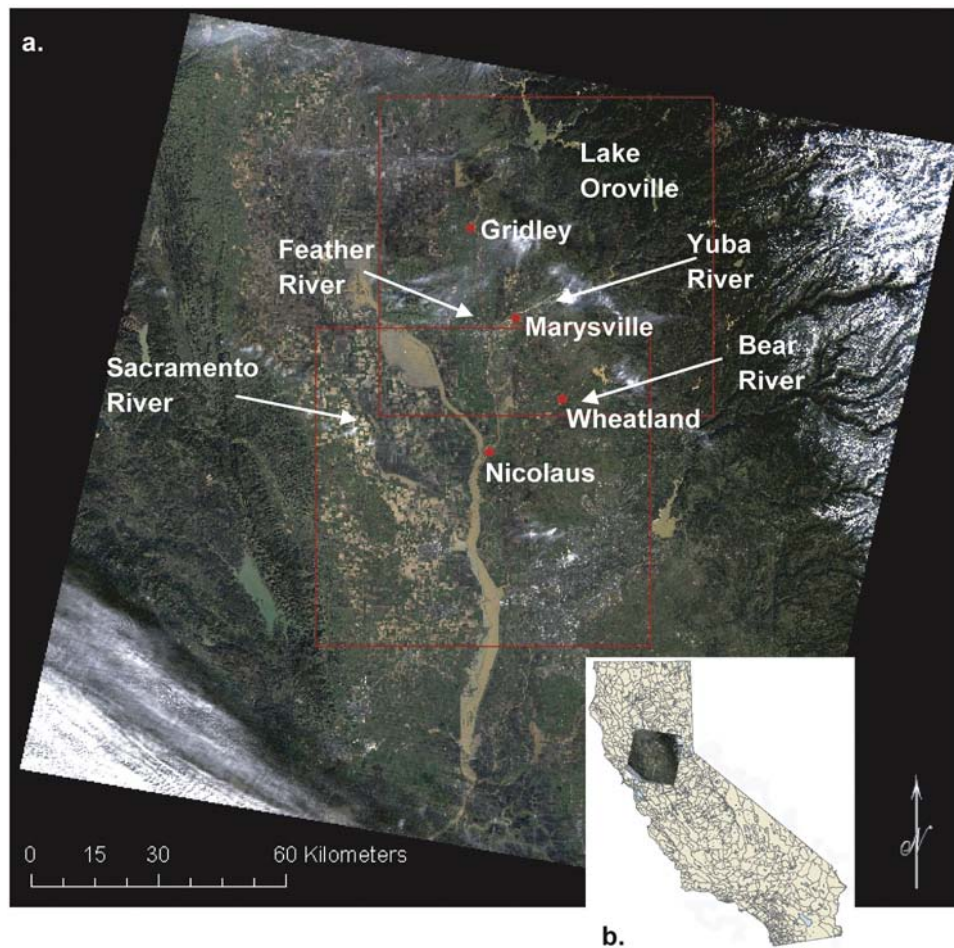 a.
Lake
Oroville
Gridley
Feather
River
Yuba
River
Marysville
Sacramento
River
Bear
River
Wheatland
Nicolaus
0 15 30 60 Kilometers
N
b.